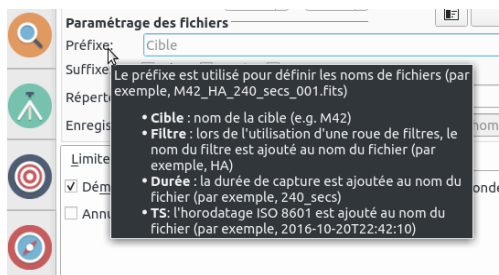 Paramétrage des fichiers
Préfixe:
Cible
Suffixe
Le préfixe est utilisé pour définir les noms de fichiers (par
exemple, M42_HA_240_secs_001.fits)
Réperto
• Cible : nom de la cible (e.g. M42)
Enregis
• Filtre : lors de l'utilisation d'une roue de filtres, le
nom du filtre est ajouté au nom du fichier (par
exemple, HA)
nom
Limite
• Durée : la durée de capture est ajoutée au nom du
fichier (par exemple, 240_secs)
Dém
onde
• TS: l'horodatage ISO 8601 est ajouté au nom du
fichier (par exemple, 2016-10-20T22:42:10)
Annu